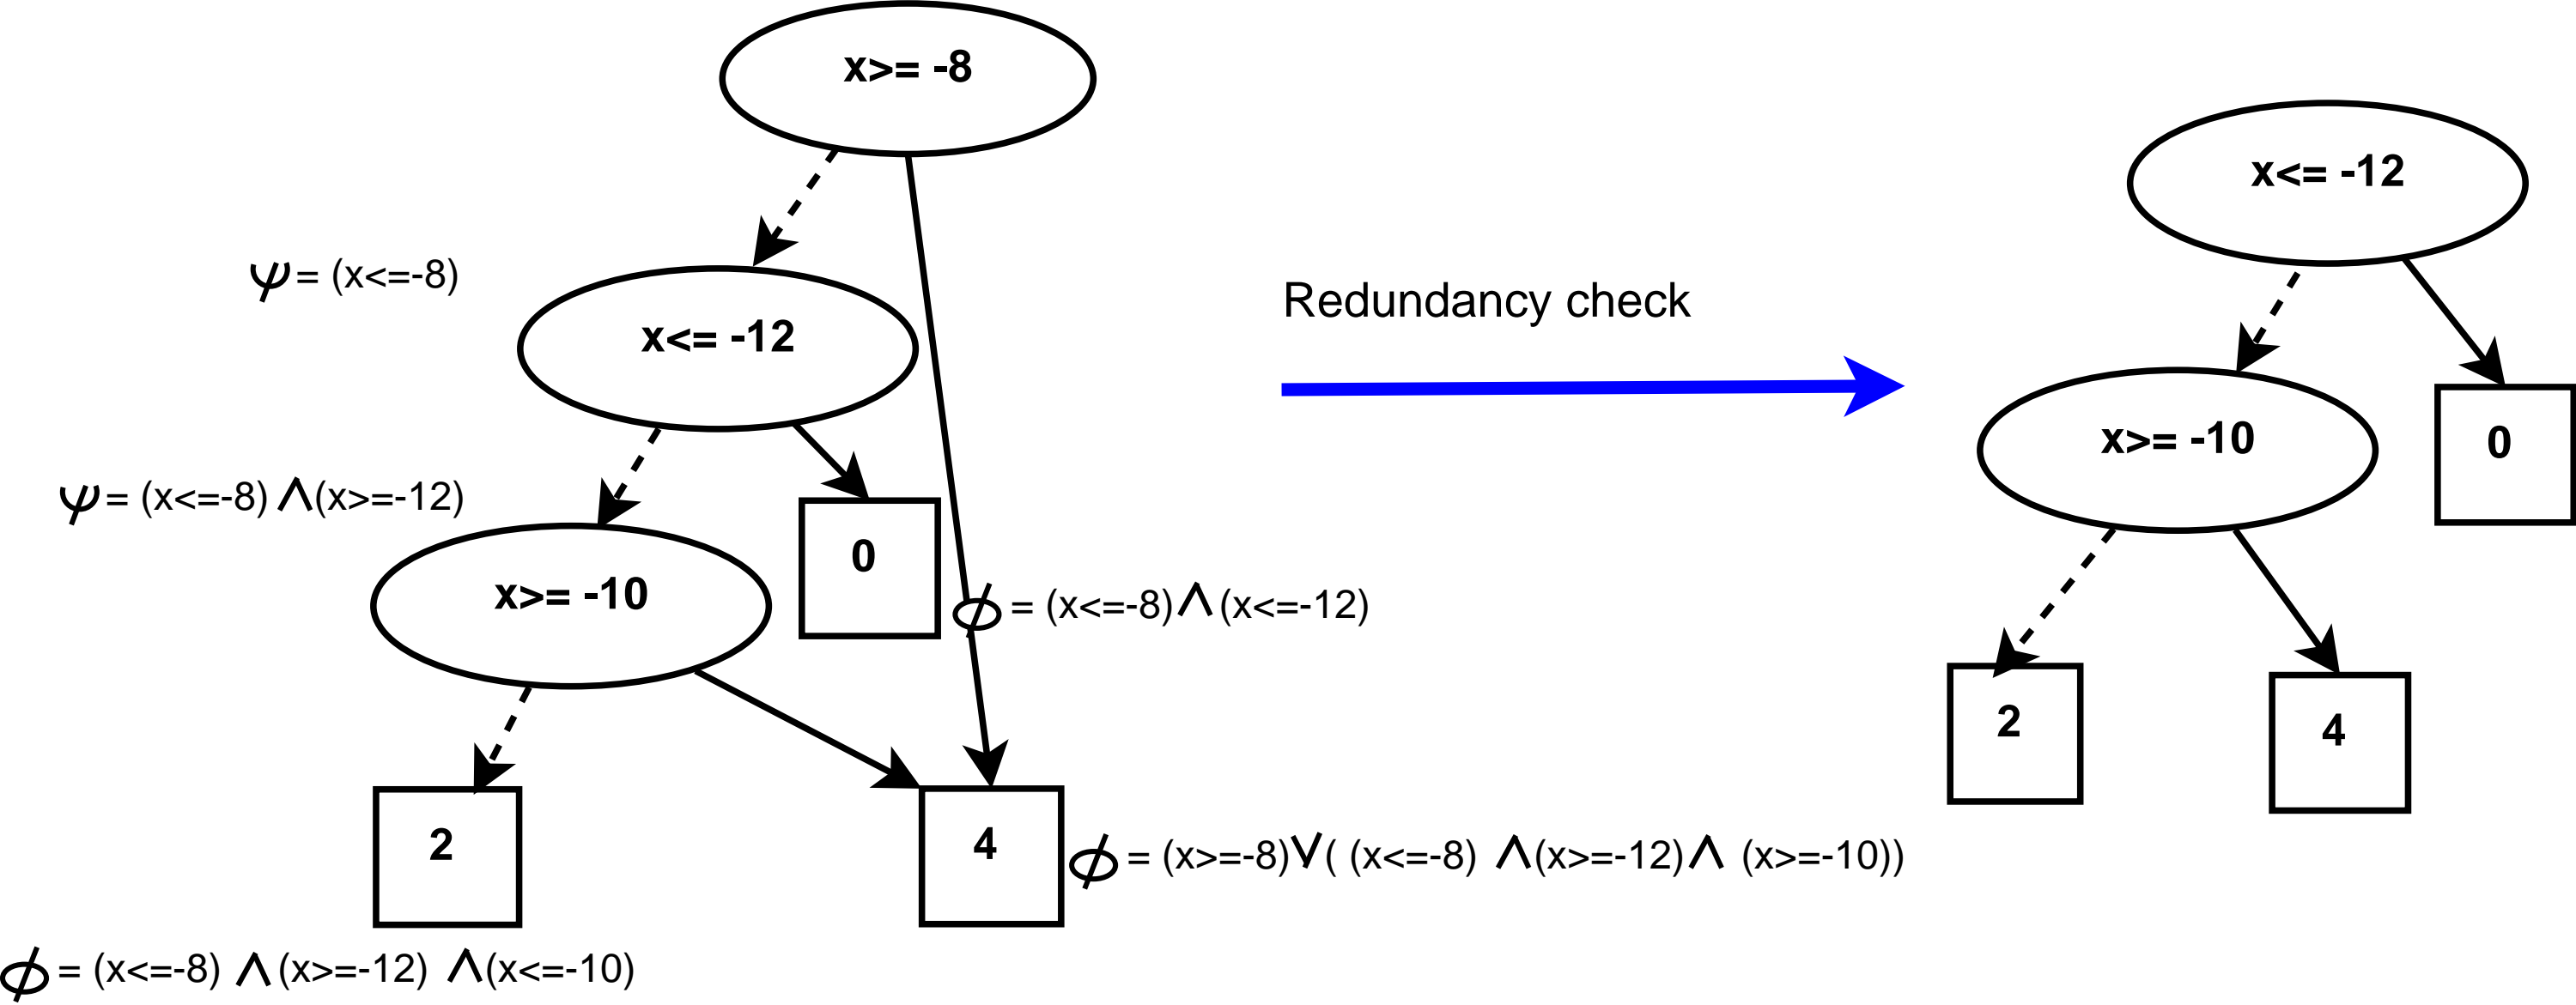 x>= -8
x<= -12
ψ= (x<=-8)
Redundancy check
x<= -12
x>= -10
0
ψ= (x<=-8) ∧(x>=-12)
x>= -10
0
ϕ = (x<=-8)∧(x<=-12)
2
4
2
4
ϕ = (x>=-8)∨( (x<=-8) ∧(x>=-12)∧ (x>=-10))
ϕ = (x<=-8) ∧(x>=-12) ∧(x<=-10)